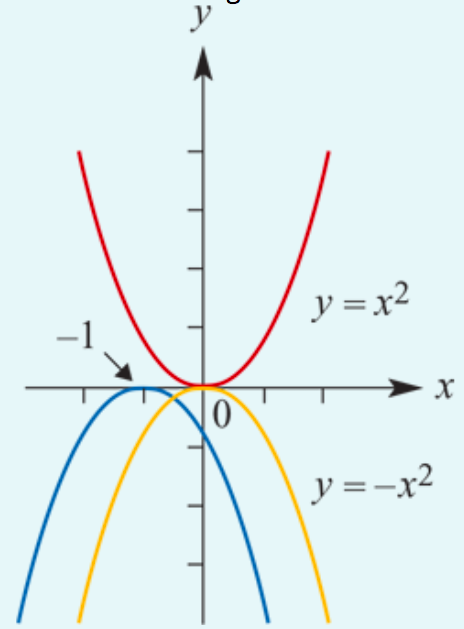 y
y = x²
−1
x
0
y = −x²